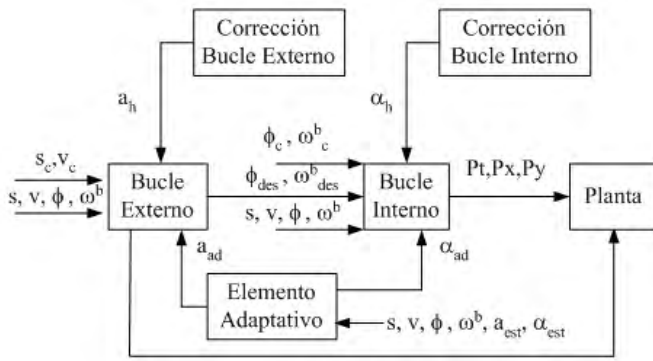 Corrección
Bucle Externo
Corrección
Bucle Interno
a_h
α_h
s_c,v_c
s, v, ϕ , ω^b
Bucle
Externo
ϕ_c , ω^b_c
ϕ_des , ω^b_des
s, v, ϕ , ω^b
Bucle
Interno
Pt,Px,Py
Planta
a_ad
α_ad
Elemento
Adaptativo
s, v, ϕ , ω^b, a_est, α_est